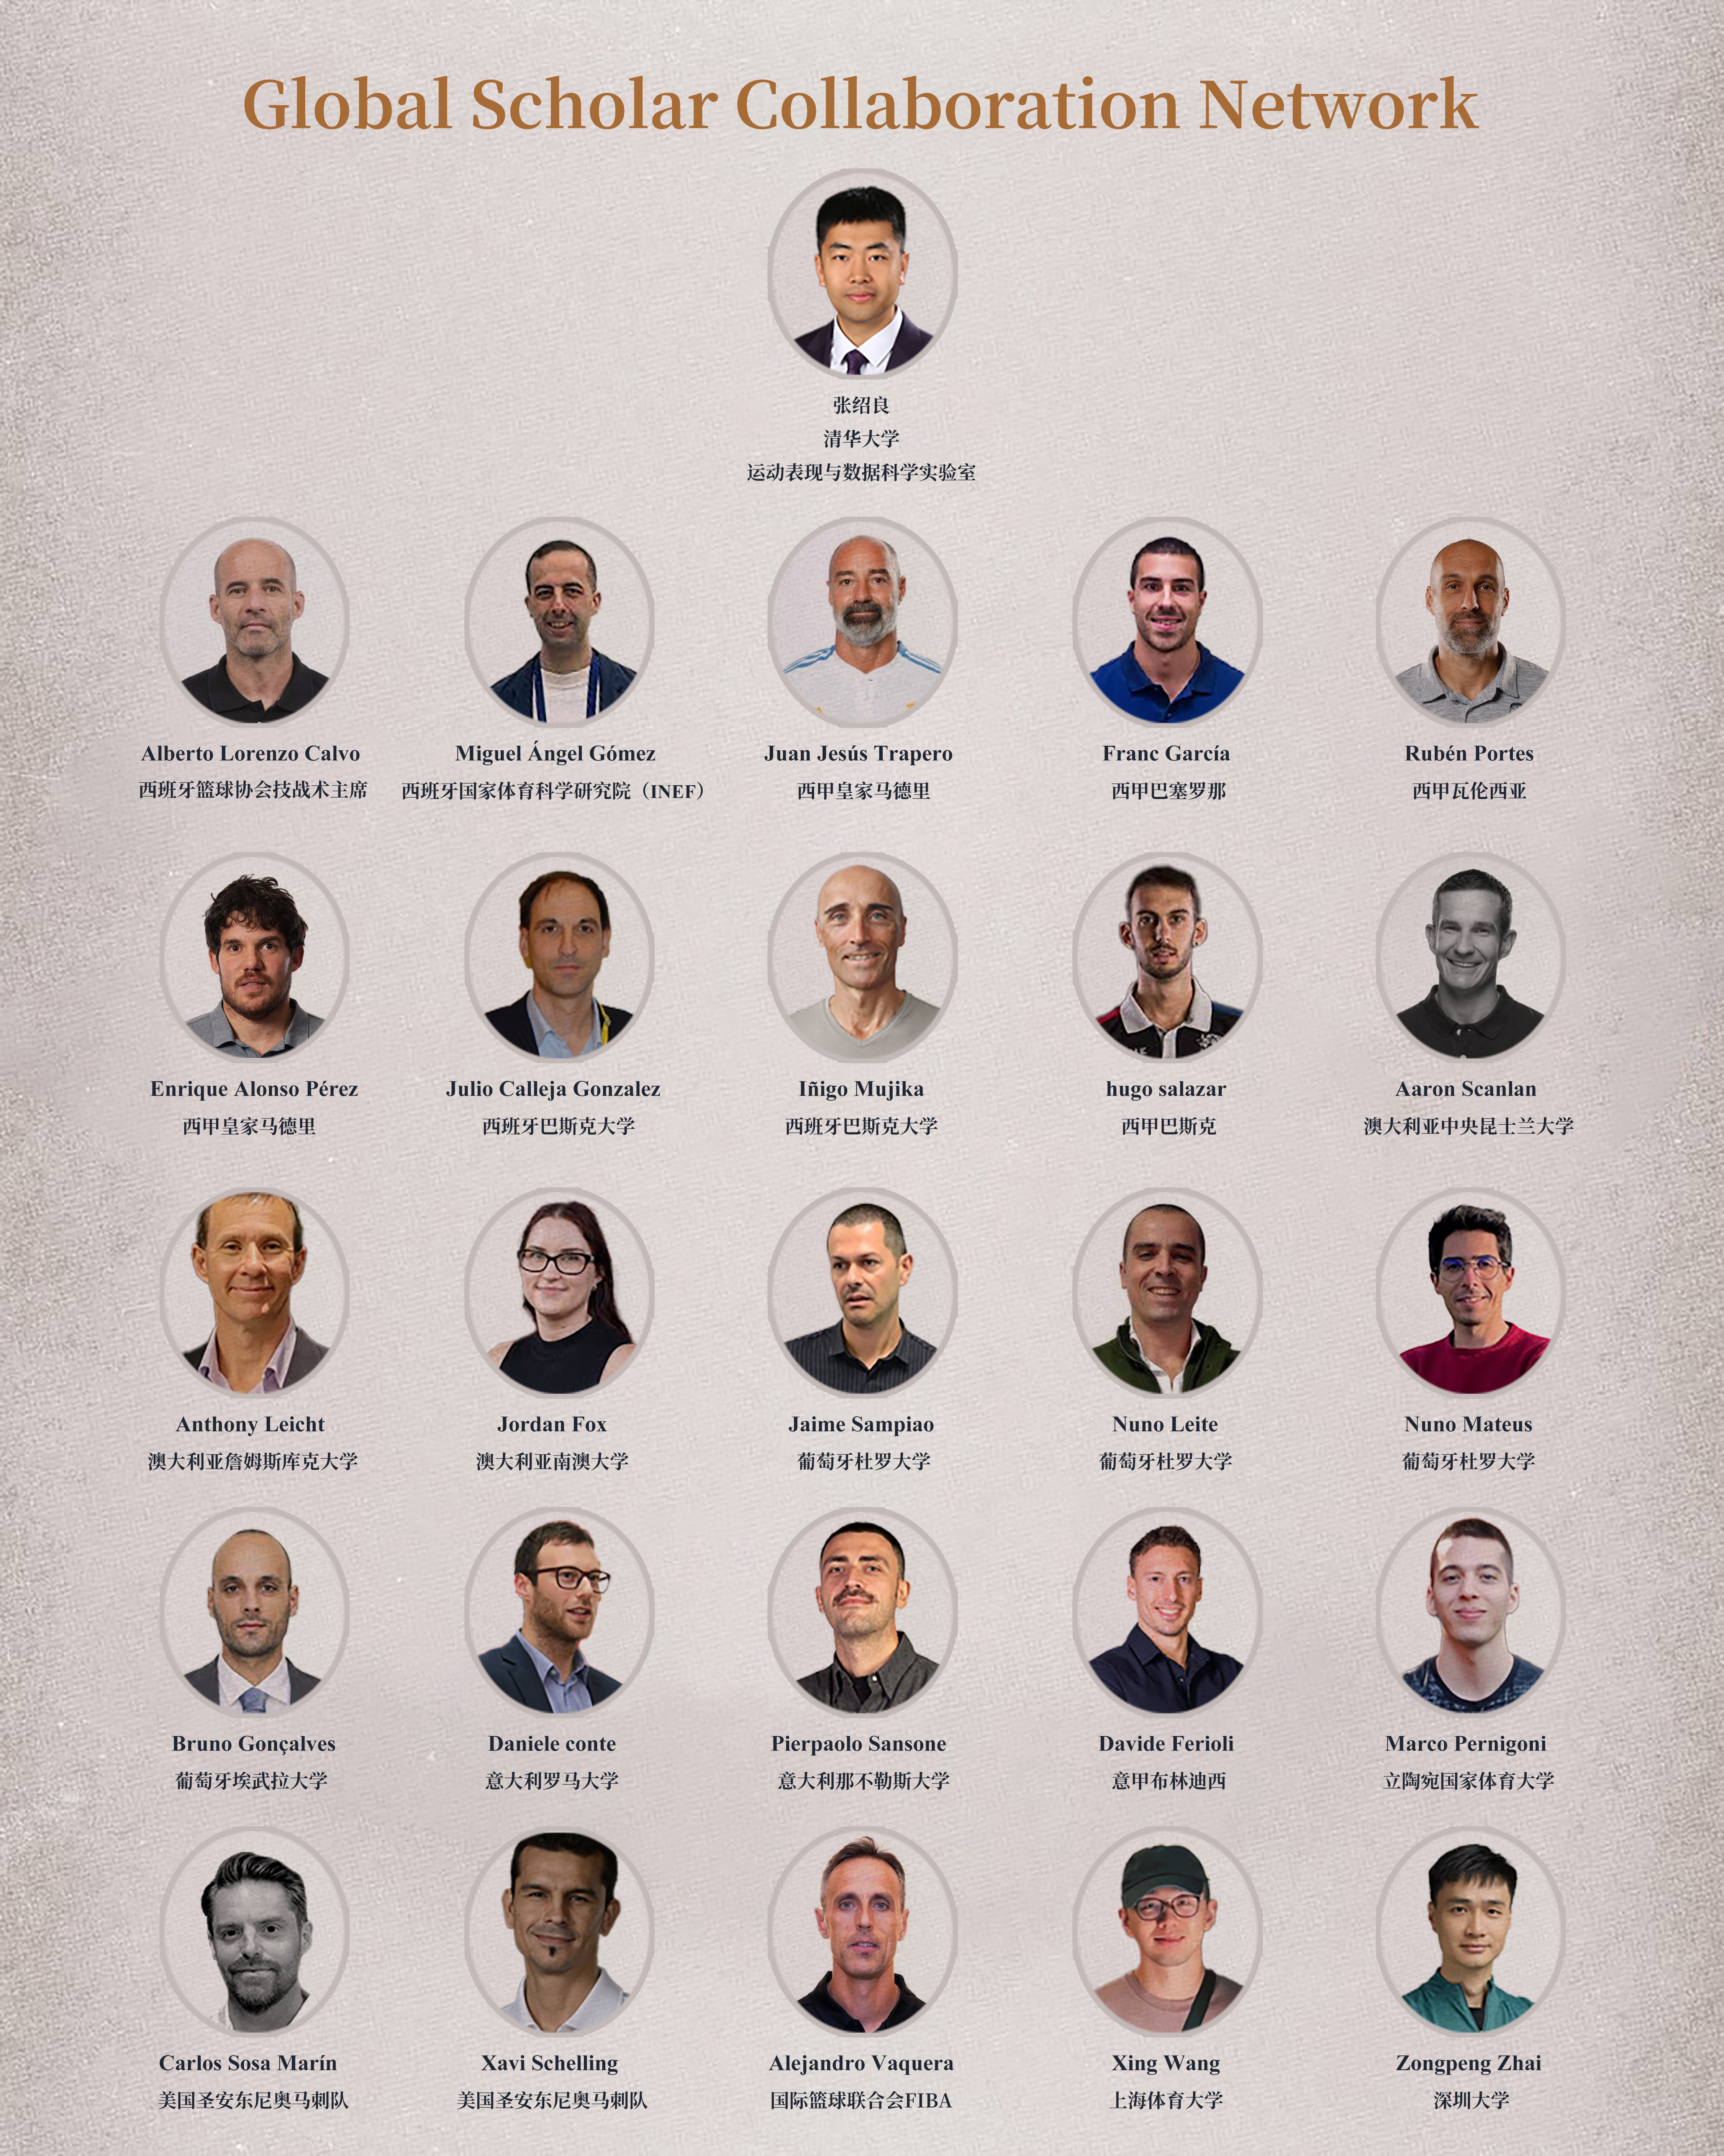 Global Scholar Collaboration Network
张绍良
清华大学
运动表现与数据科学实验室
Alberto Lorenzo Calvo
西班牙篮球协会技战术主席
Miguel Ángel Gómez
西班牙国家体育科学研究院（INEF）
Juan Jesús Trapero
西甲皇家马德里
Franc García
西甲巴塞罗那
Rubén Portes
西甲瓦伦西亚
Enrique Alonso Pérez
西甲皇家马德里
Julio Calleja Gonzalez
西班牙巴斯克大学
Iñigo Mujika
西班牙巴斯克大学
hugo salazar
西甲巴斯克
Aaron Scanlan
澳大利亚中央昆士兰大学
Anthony Leicht
澳大利亚詹姆斯库克大学
Jordan Fox
澳大利亚南澳大学
Jaime Sampiao
葡萄牙杜罗大学
Nuno Leite
葡萄牙杜罗大学
Nuno Mateus
葡萄牙杜罗大学
Bruno Gonçalves
葡萄牙埃武拉大学
Daniele conte
意大利罗马大学
Pierpaolo Sansone
意大利那不勒斯大学
Davide Ferioli
意甲布林迪西
Marco Pernigoni
立陶宛国家体育大学
Carlos Sosa Marín
美国圣安东尼奥马刺队
Xavi Schelling
美国圣安东尼奥马刺队
Alejandro Vaquera
国际篮球联合会FIBA
Xing Wang
上海体育大学
Zongpeng Zhai
深圳大学